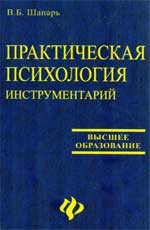 В.Б. Шапарь
ПРАКТИЧЕСКАЯ
ПСИХОЛОГИЯ
ИНСТРУМЕНТАРИЙ
ВЫСШЕЕ
ОБРАЗОВАНИЕ